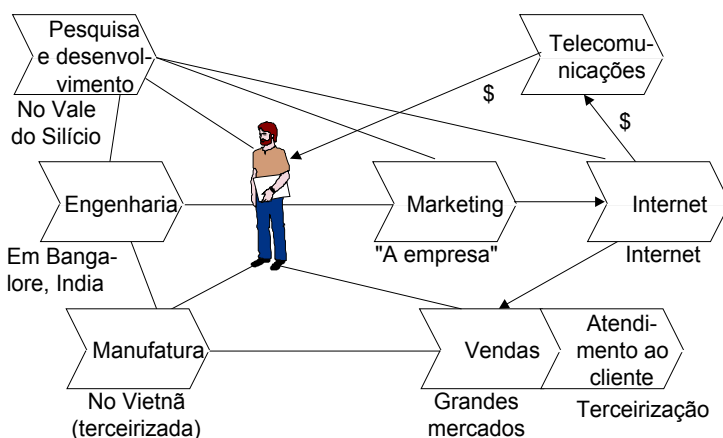 Pesquisa
e desenvol-
vimento
No Vale
do Silício
Telecomu-
nicações
$
$
Engenharia
Em Banga-
lore, India
Marketing
"A empresa"
Internet
Internet
Manufatura
No Vietnã
(terceirizada)
Vendas
Grandes
mercados
Atendi-
mento ao
cliente
Terceirização